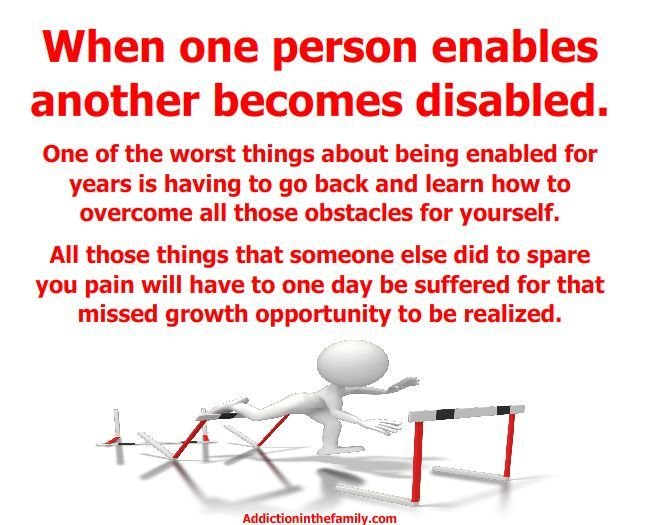 When one person enables
another becomes disabled.
One of the worst things about being enabled for
years is having to go back and learn how to
overcome all those obstacles for yourself.
All those things that someone else did to spare
you pain will have to one day be suffered for that
missed growth opportunity to be realized.
Addictioninthefamily.com